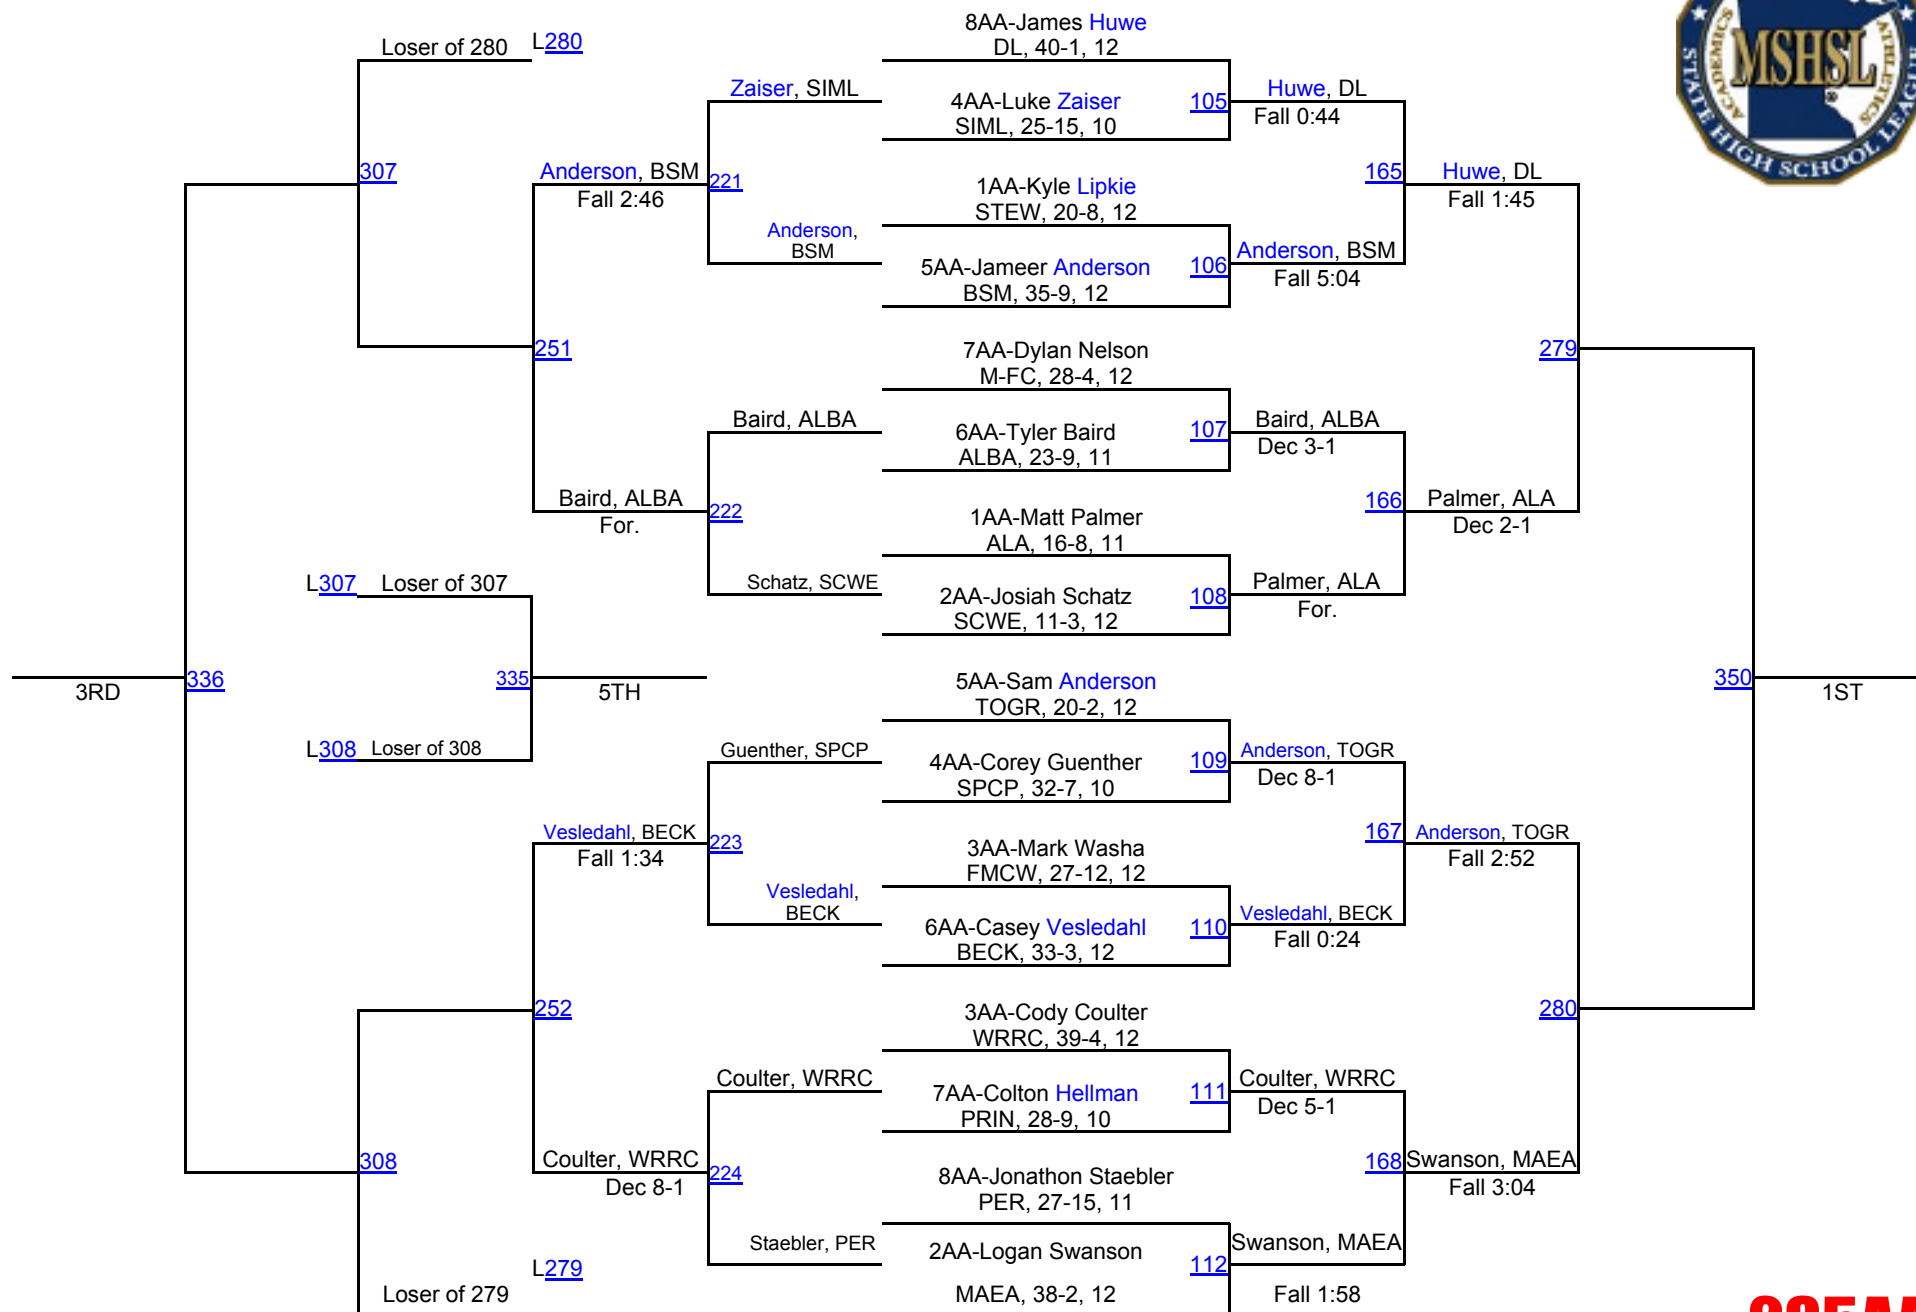 8AA-James Huwe
Loser of 280 L280
DL, 40-1, 12
Zaiser, SIML
4AA-Luke Zaiser
SIML, 25-15, 10
105
Huwe, DL
Fall 0:44
MSHSL
ACADEMICS
ATHLETICS
STATE HIGH SCHOOL LEAGUE
307
Anderson, BSM
Fall 2:46
221
1AA-Kyle Lipkie
STEW, 20-8, 12
165
Huwe, DL
Fall 1:45
Anderson,
BSM
5AA-Jameer Anderson
BSM, 35-9, 12
106
Anderson, BSM
Fall 5:04
251
7AA-Dylan Nelson
M-FC, 28-4, 12
279
Baird, ALBA
6AA-Tyler Baird
ALBA, 23-9, 11
107
Baird, ALBA
Dec 3-1
Baird, ALBA
For.
222
1AA-Matt Palmer
ALA, 16-8, 11
166
Palmer, ALA
Dec 2-1
L307 Loser of 307
Schatz, SCWE
2AA-Josiah Schatz
SCWE, 11-3, 12
108
Palmer, ALA
For.
3RD
336
335
5TH
5AA-Sam Anderson
TOGR, 20-2, 12
350
1ST
L308 Loser of 308
Guenther, SPCP
4AA-Corey Guenther
SPCP, 32-7, 10
109
Anderson, TOGR
Dec 8-1
Vesledahl, BECK
Fall 1:34
223
3AA-Mark Washa
FMCW, 27-12, 12
167
Anderson, TOGR
Fall 2:52
Vesledahl,
BECK
6AA-Casey Vesledahl
BECK, 33-3, 12
110
Vesledahl, BECK
Fall 0:24
252
3AA-Cody Coulter
WRRC, 39-4, 12
280
Coulter, WRRC
7AA-Colton Hellman
PRIN, 28-9, 10
111
Coulter, WRRC
Dec 5-1
308
Coulter, WRRC
Dec 8-1
224
8AA-Jonathon Staebler
PER, 27-15, 11
168
Swanson, MAEA
Fall 3:04
Staebler, PER
2AA-Logan Swanson
MAEA, 38-2, 12
112
Swanson, MAEA
Fall 1:58
L279
Loser of 279